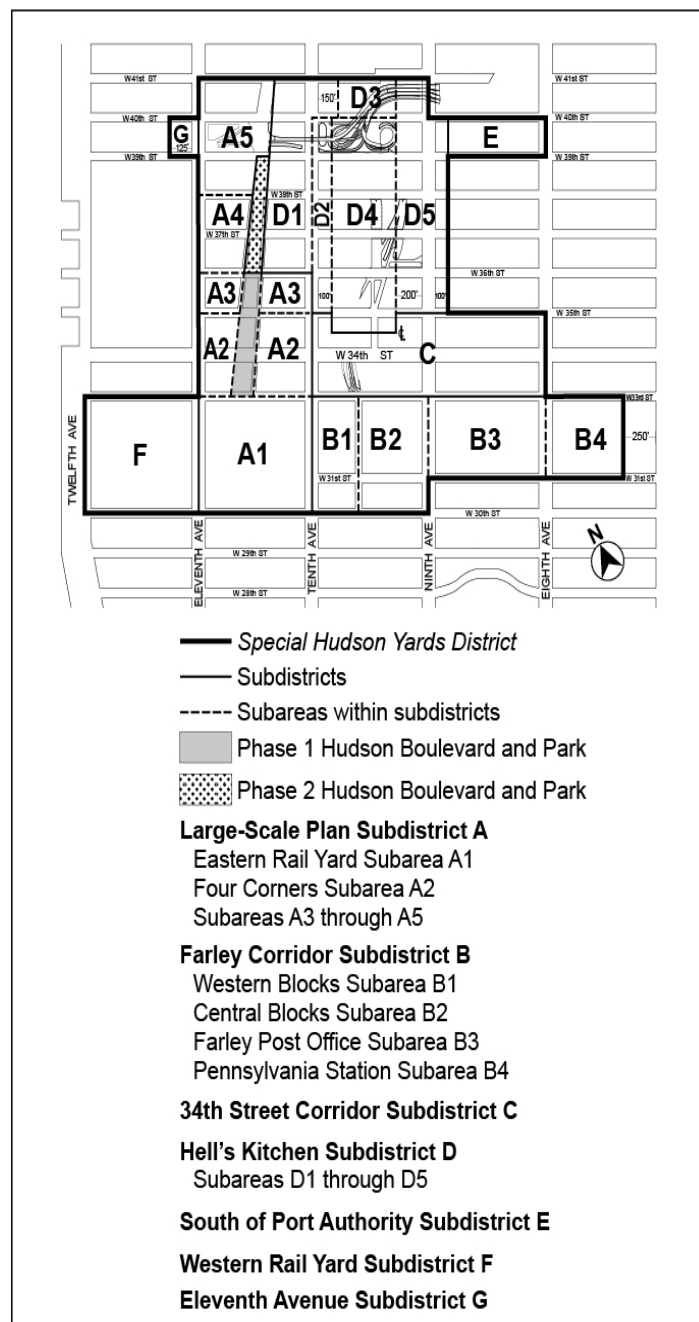 W41st ST
W 41st ST
150'
D3
W 40th ST
W 40th ST
G
A5
E
125'
W39th ST
W 39th ST
W 38th ST
A4
D1
D2
D4
D5
W 37th ST
W 36th ST
A3
A3
100'
200'
100'
W 35th ST
℄
A2
A2
W 34th ST
C
W33rd ST
F
A1
B1
B2
B3
B4
250'
W 31st ST
W31st ST
W 30th ST
TWELFTH AVE
ELEVENTH AVE
TENTH AVE
NINTH AVE
EIGHTH AVE
N
W 29th ST
W 28th ST
Special Hudson Yards District
Subdistricts
Subareas within subdistricts
Phase 1 Hudson Boulevard and Park
Phase 2 Hudson Boulevard and Park
Large-Scale Plan Subdistrict A
Eastern Rail Yard Subarea A1
Four Corners Subarea A2
Subareas A3 through A5
Farley Corridor Subdistrict B
Western Blocks Subarea B1
Central Blocks Subarea B2
Farley Post Office Subarea B3
Pennsylvania Station Subarea B4
34th Street Corridor Subdistrict C
Hell's Kitchen Subdistrict D
Subareas D1 through D5
South of Port Authority Subdistrict E
Western Rail Yard Subdistrict F
Eleventh Avenue Subdistrict G